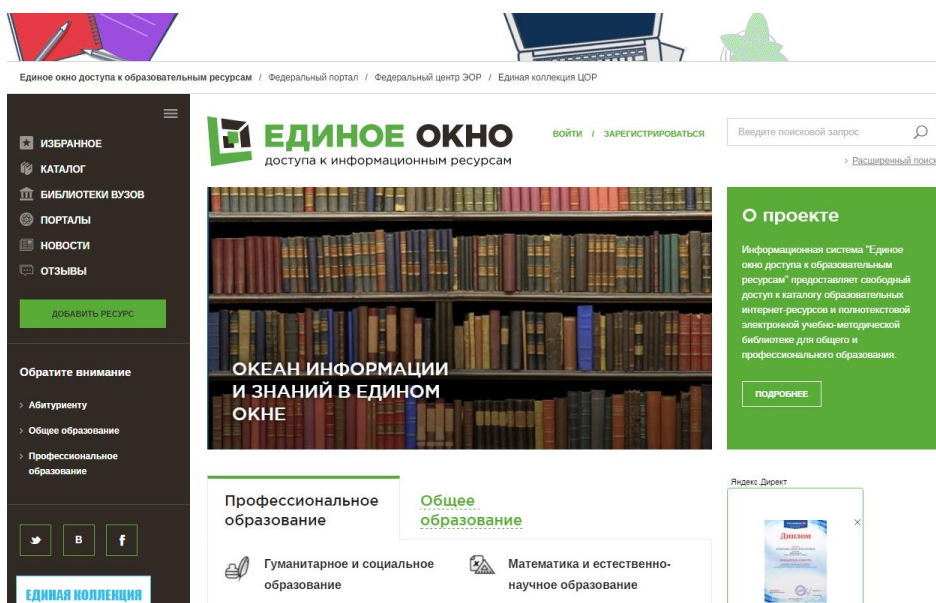 Единое окно доступа к образовательным ресурсам / Федеральный портал / Федеральный центр ЭОР / Единая коллекция ЦОР
ИЗБРАННОЕ
КАТАЛОГ
БИБЛИОТЕКИ ВУЗОВ
ПОРТАЛЫ
НОВОСТИ
ОТЗЫВЫ
ДОБАВИТЬ РЕСУРС
Обратите внимание
Абитуриенту
Общее образование
Профессиональное
образование
В
f
ЕДИНАЯ КОЛЛЕКЦИЯ
ЕДИНОЕ ОКНО
доступа к информационным ресурсам
ВОЙТИ / ЗАРЕГИСТРИРОВАТЬСЯ
Введите поисковой запрос
Расширенный поиск
ОКЕАН ИНФОРМАЦИИ
И ЗНАНИЙ В ЕДИНОМ
ОКНЕ
О проекте
Информационная система "Единое
окно доступа к образовательным
ресурсам" предоставляет свободный
доступ к каталогу образовательных
интернет-ресурсов и полнотекстовой
электронной учебно-методической
библиотеке для общего и
профессионального образования.
ПОДРОБНЕЕ
Профессиональное
образование
Общее
образование
Гуманитарное и социальное
образование
Математика и естественно-
научное образование
Яндекс.Директ
Диплом